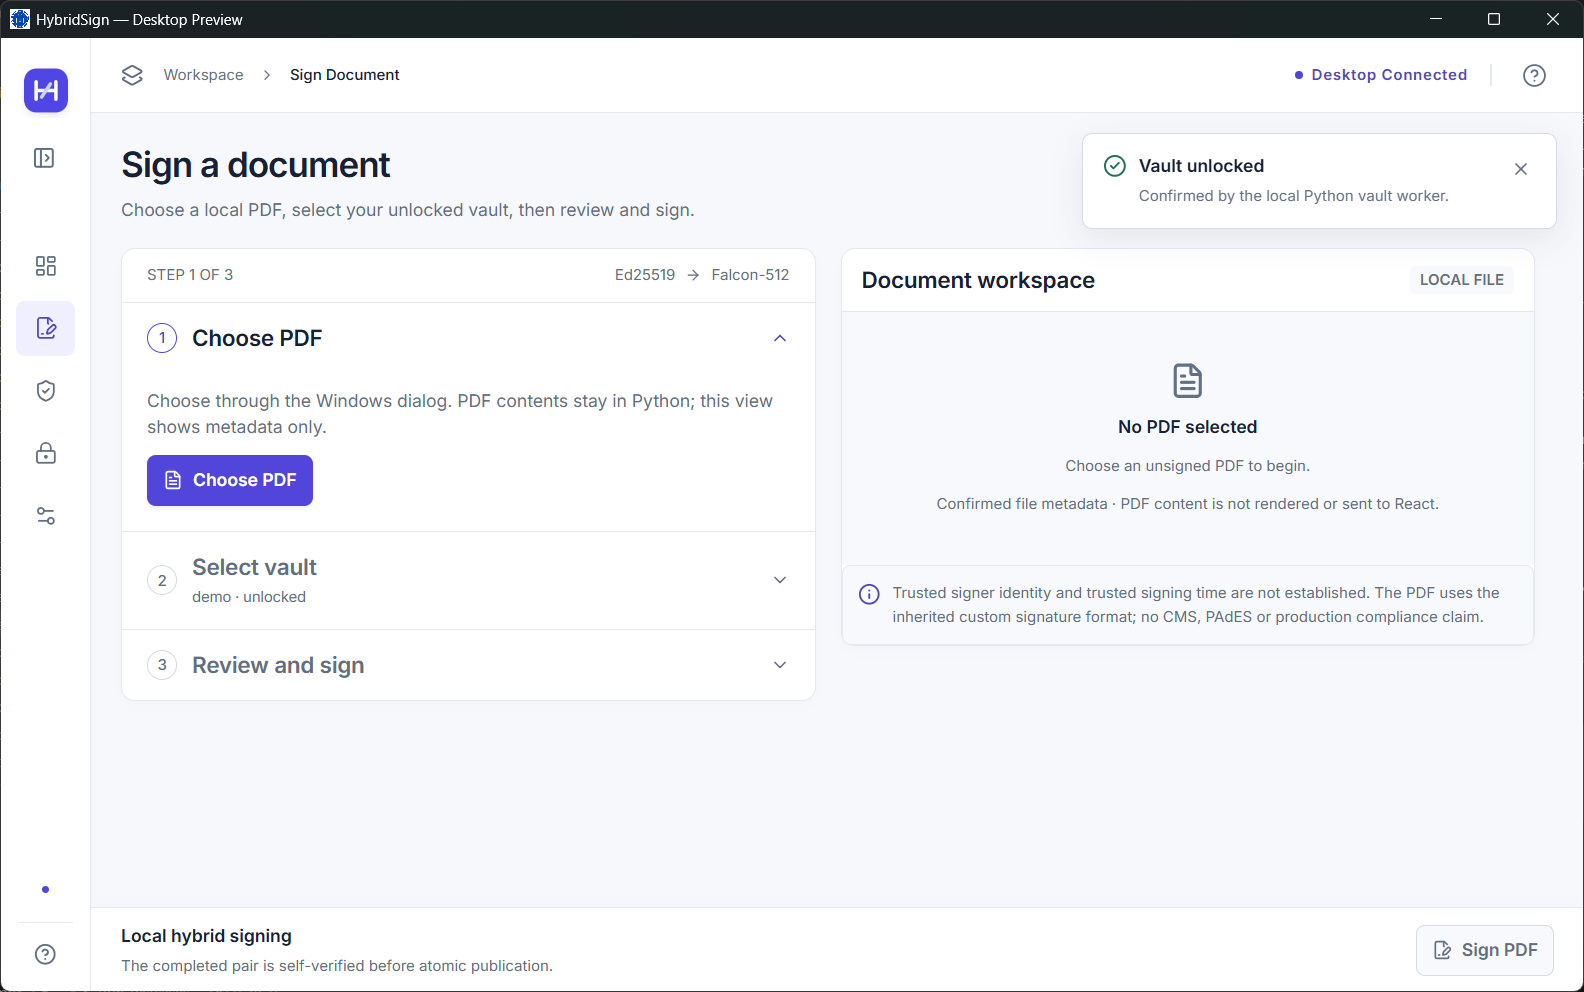 HybridSign — Desktop Preview
Workspace > Sign Document
Desktop Connected
Sign a document
Choose a local PDF, select your unlocked vault, then review and sign.
Vault unlocked
Confirmed by the local Python vault worker.
STEP 1 OF 3
Ed25519 → Falcon-512
1 Choose PDF
Choose through the Windows dialog. PDF contents stay in Python; this view
shows metadata only.
Choose PDF
2 Select vault
demo · unlocked
3 Review and sign
Document workspace
LOCAL FILE
No PDF selected
Choose an unsigned PDF to begin.
Confirmed file metadata · PDF content is not rendered or sent to React.
Trusted signer identity and trusted signing time are not established. The PDF uses the
inherited custom signature format; no CMS, PAdES or production compliance claim.
Local hybrid signing
The completed pair is self-verified before atomic publication.
Sign PDF